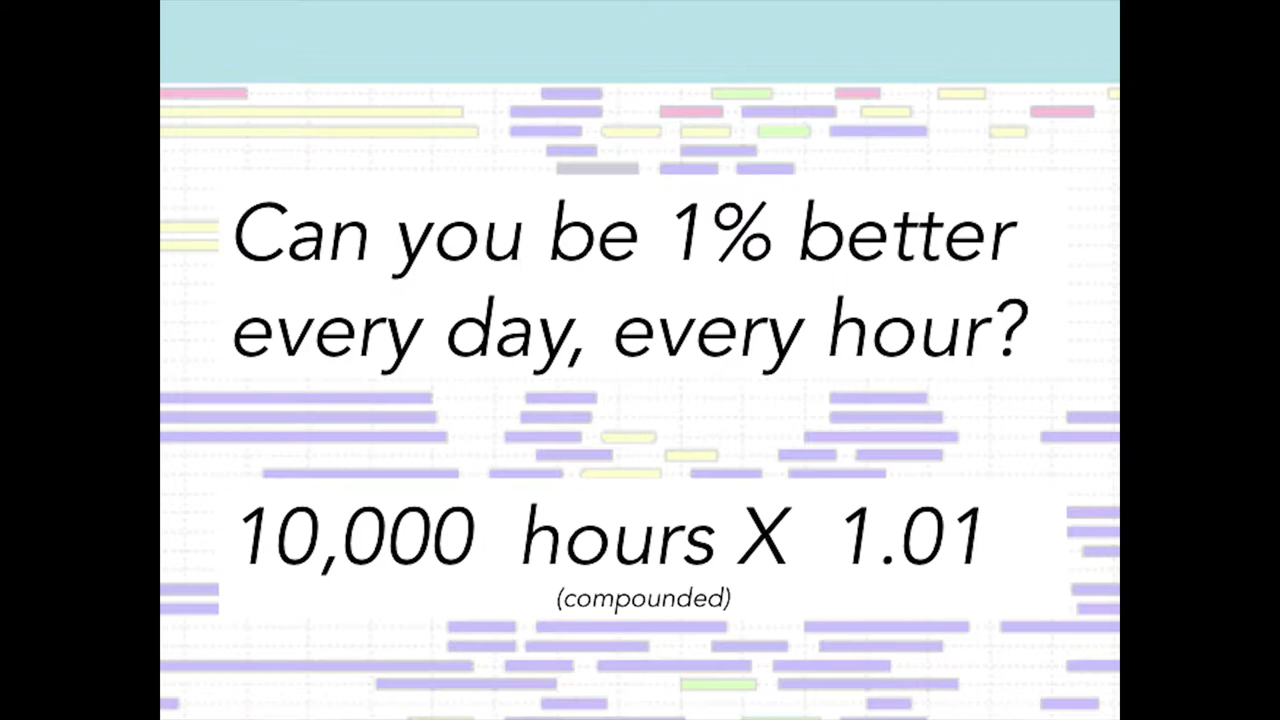 Can you be 1% better
every day, every hour?
10,000 hours X 1.01
(compounded)